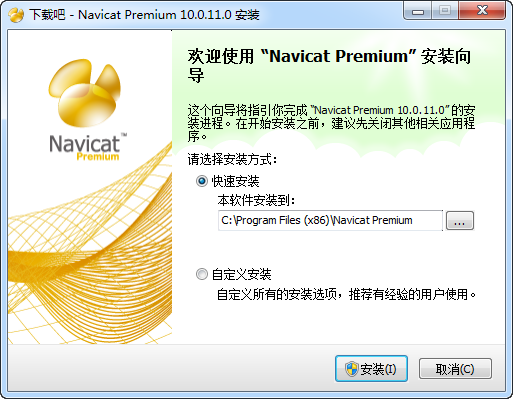 下载吧 - Navicat Premium 10.0.11.0 安装
Navicat™
Premium
欢迎使用 “Navicat Premium” 安装向
导
这个向导将指引你完成 “Navicat Premium 10.0.11.0” 的安
装进程。在开始安装之前，建议先关闭其他相关应用程
序。
请选择安装方式：
快速安装
本软件安装到：
C:\Program Files (x86)\Navicat Premium
...
自定义安装
自定义所有的安装选项，推荐有经验的用户使用。
安装(I)
取消(C)